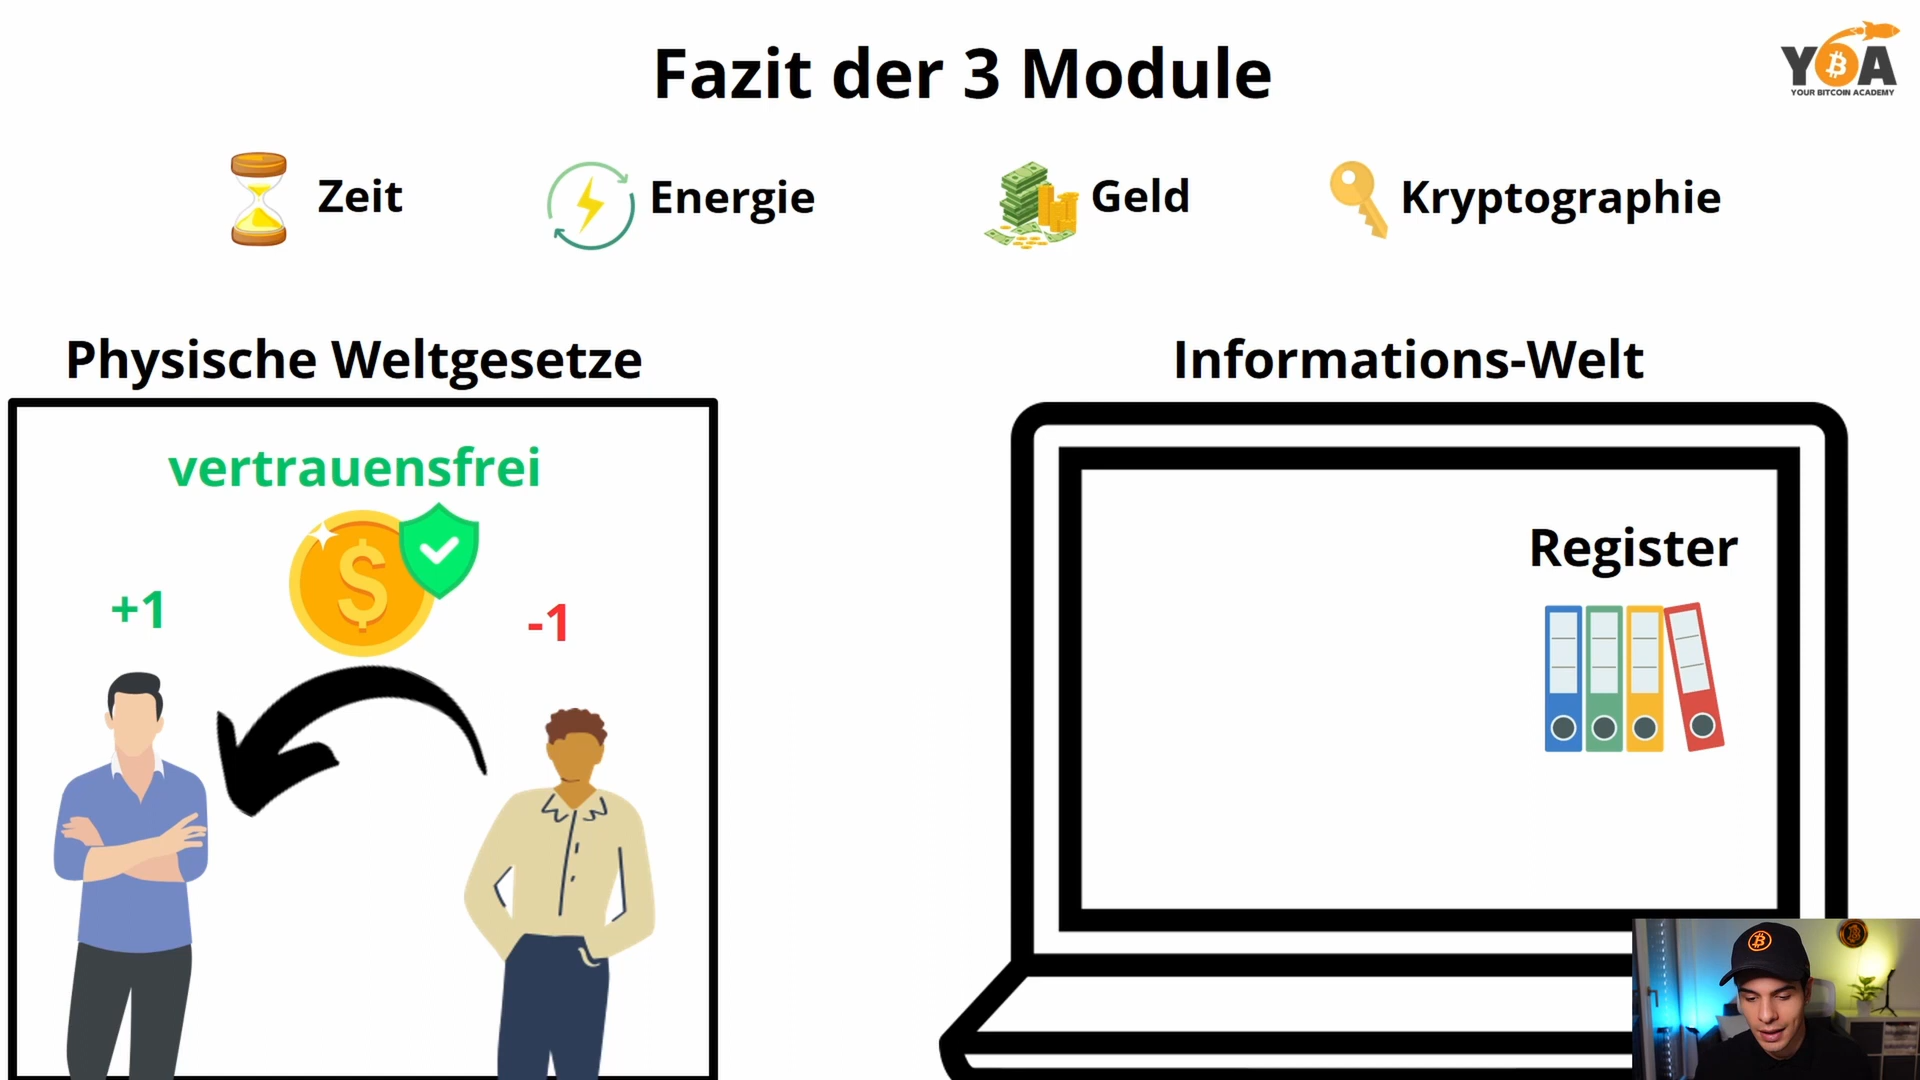 Fazit der 3 Module
YBA
YOUR BITCOIN ACADEMY
Zeit
Energie
Geld
Kryptographie
Physische Weltgesetze
Informations-Welt
vertrauensfrei
$
+1
-1
Register